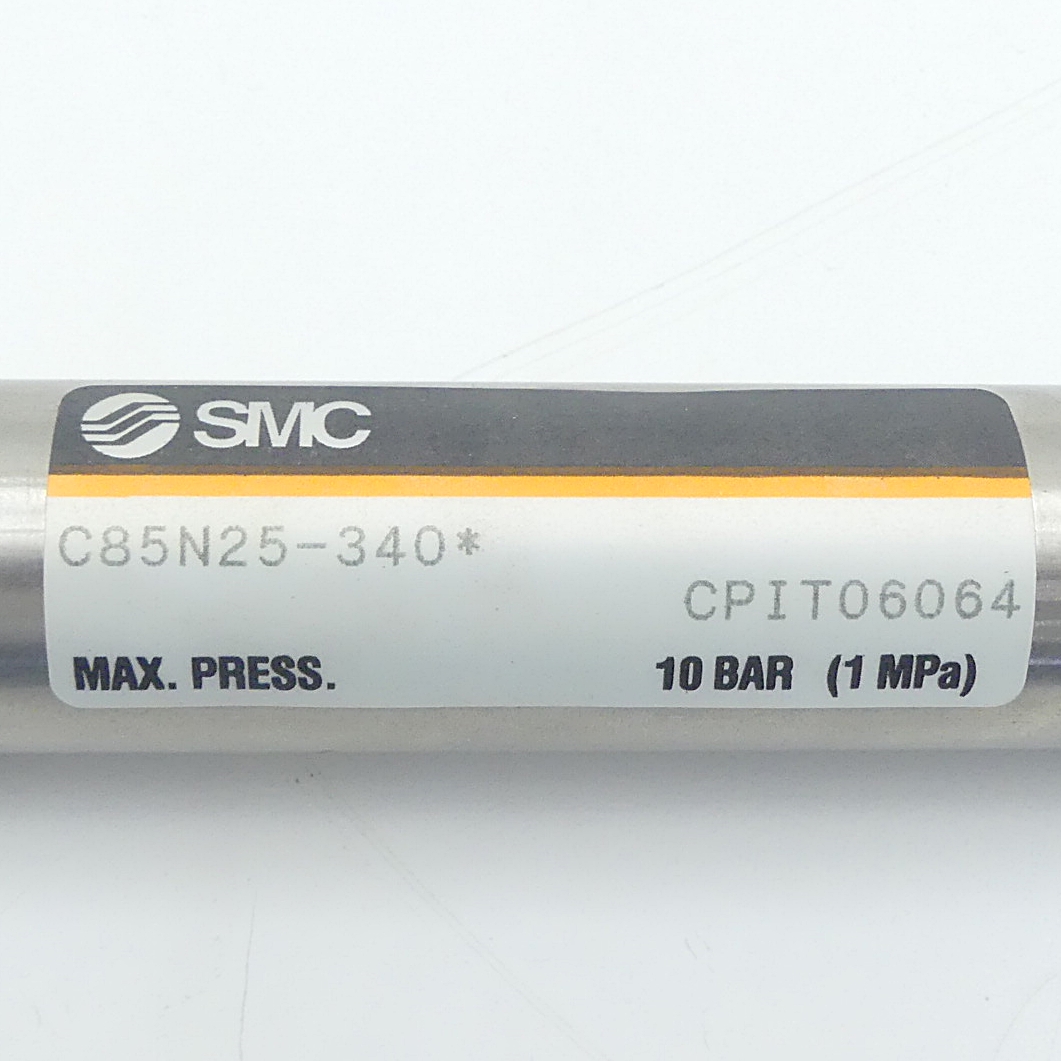 SMC
C85N25-340*
CPIT06064
MAX. PRESS. 10 BAR (1 MPa)